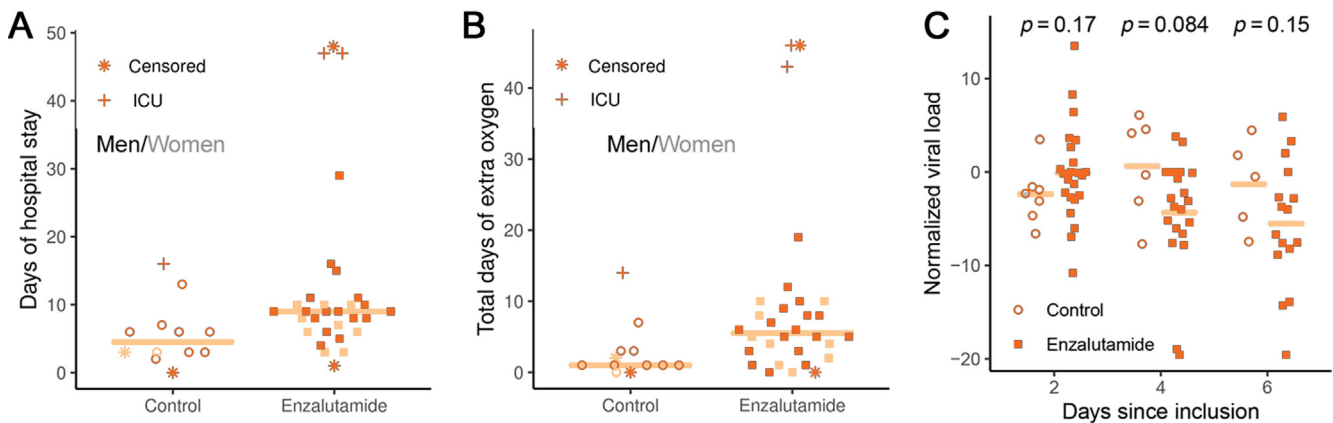 A
Days of hospital stay
50
40
30
20
10
0
Censored
ICU
Men/Women
Control
Enzalutamide
B
Total days of extra oxygen
40
20
10
0
Censored
ICU
Men/Women
Control
Enzalutamide
C
p = 0.17
p = 0.084
p = 0.15
Normalized viral load
10
0
−10
−20
Control
Enzalutamide
2
4
6
Days since inclusion